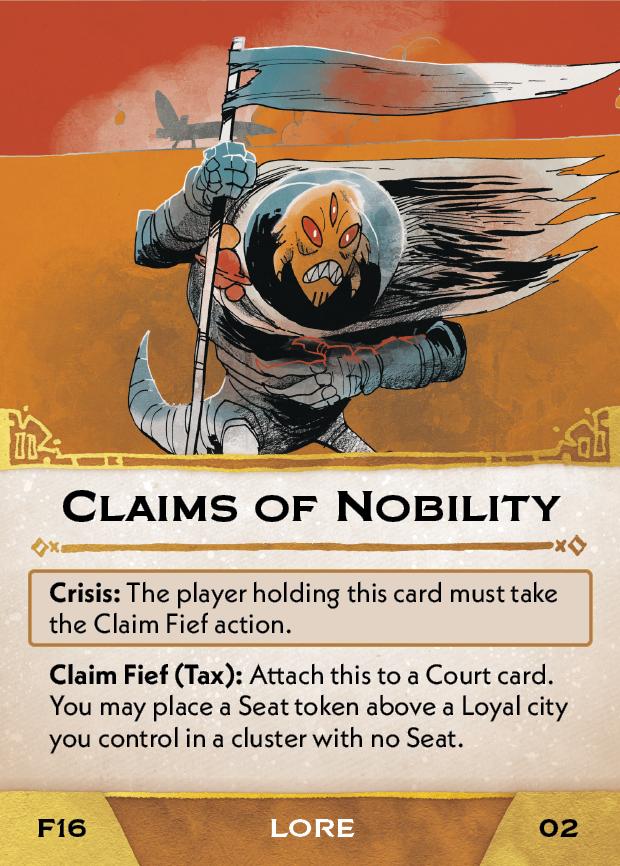 CLAIMS OF NOBILITY
Crisis: The player holding this card must take
the Claim Fief action.
Claim Fief (Tax): Attach this to a Court card.
You may place a Seat token above a Loyal city
you control in a cluster with no Seat.
F16 LORE 02